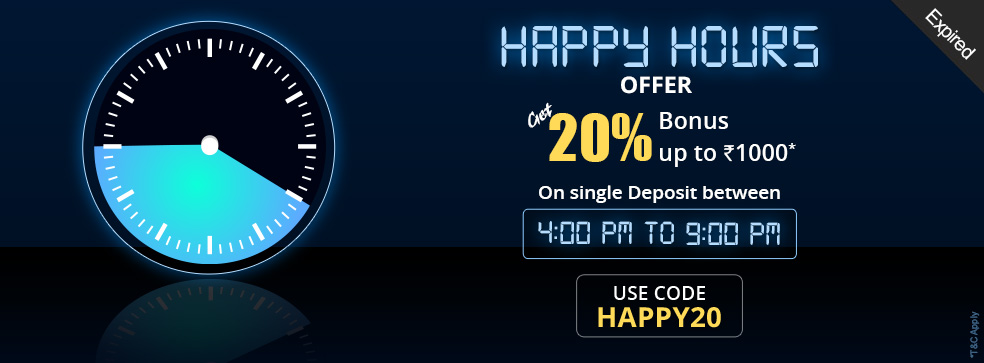 Expired
HAPPY HOURS
OFFER
Get 20% Bonus
up to ₹1000*
On single Deposit between
4:00 PM TO 9:00 PM
USE CODE
HAPPY20
*T&C Apply